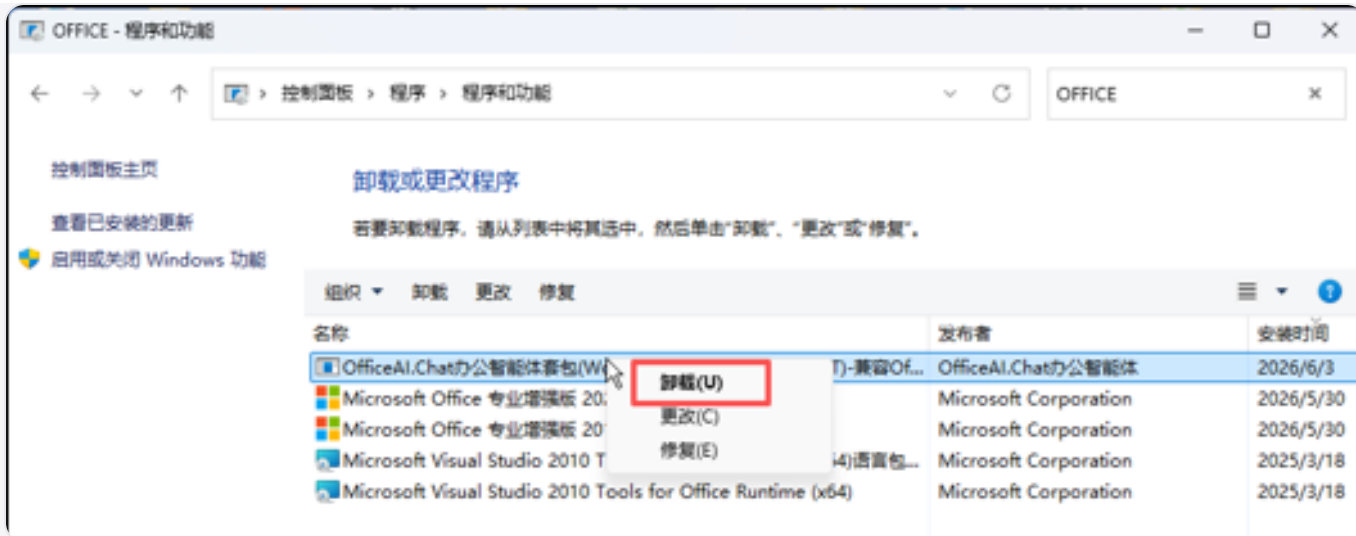 OFFICE - 程序和功能
控制面板 › 程序 › 程序和功能
OFFICE
控制面板主页
查看已安装的更新
启用或关闭 Windows 功能
卸载或更改程序
若要卸载程序，请从列表中将其选中，然后单击“卸载”、“更改”或“修复”。
组织 卸载 更改 修复
名称 发布者 安装时间
OfficeAI.Chat办公智能体套包(W T)-兼容Of... OfficeAI.Chat办公智能体 2026/6/3
Microsoft Office 专业增强版 20 Microsoft Corporation 2026/5/30
Microsoft Office 专业增强版 20 Microsoft Corporation 2026/5/30
Microsoft Visual Studio 2010 T 语言包... Microsoft Corporation 2025/3/18
Microsoft Visual Studio 2010 Tools for Office Runtime (x64) Microsoft Corporation 2025/3/18
卸载(U)
更改(C)
修复(E)